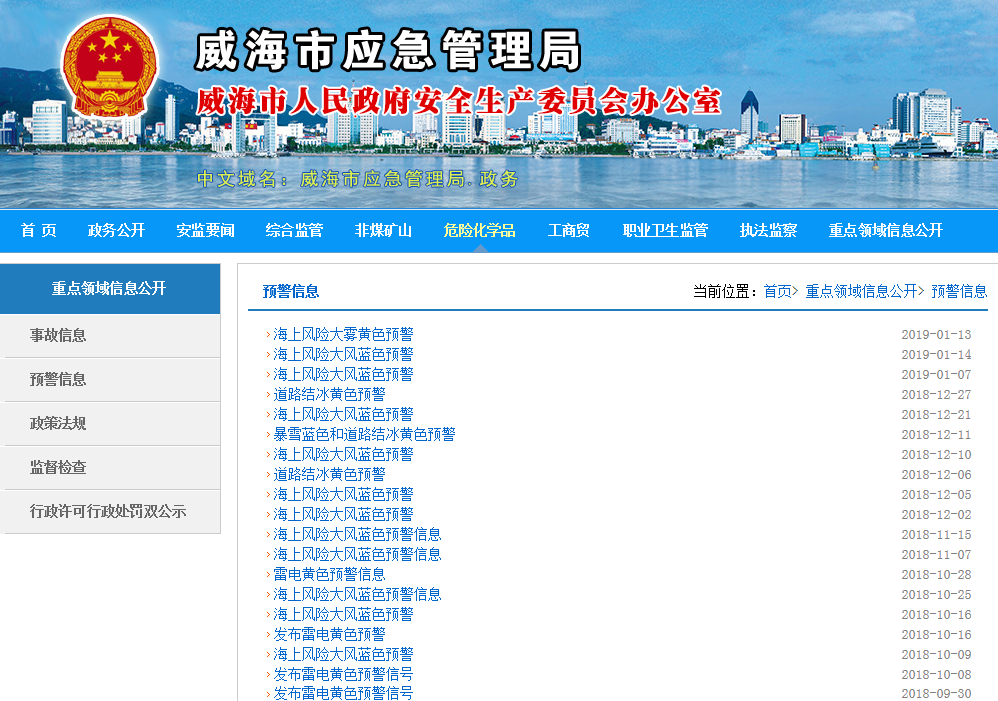 威海市应急管理局
威海市人民政府安全生产委员会办公室
中文域名：威海市应急管理局.政务
首 页 政务公开 安监要闻 综合监管 非煤矿山 危险化学品 工商贸 职业卫生监管 执法监察 重点领域信息公开
重点领域信息公开
事故信息
预警信息
政策法规
监督检查
行政许可行政处罚双公示
预警信息 当前位置：首页> 重点领域信息公开> 预警信息
海上风险大雾黄色预警 2019-01-13
海上风险大风蓝色预警 2019-01-14
海上风险大风蓝色预警 2019-01-07
道路结冰黄色预警 2018-12-27
海上风险大风蓝色预警 2018-12-21
暴雪蓝色和道路结冰黄色预警 2018-12-11
海上风险大风蓝色预警 2018-12-10
道路结冰黄色预警 2018-12-06
海上风险大风蓝色预警 2018-12-05
海上风险大风蓝色预警 2018-12-02
海上风险大风蓝色预警信息 2018-11-15
海上风险大风蓝色预警信息 2018-11-07
雷电黄色预警信息 2018-10-28
海上风险大风蓝色预警信息 2018-10-25
海上风险大风蓝色预警 2018-10-16
发布雷电黄色预警 2018-10-16
海上风险大风蓝色预警 2018-10-09
发布雷电黄色预警信号 2018-10-08
发布雷电黄色预警信号 2018-09-30